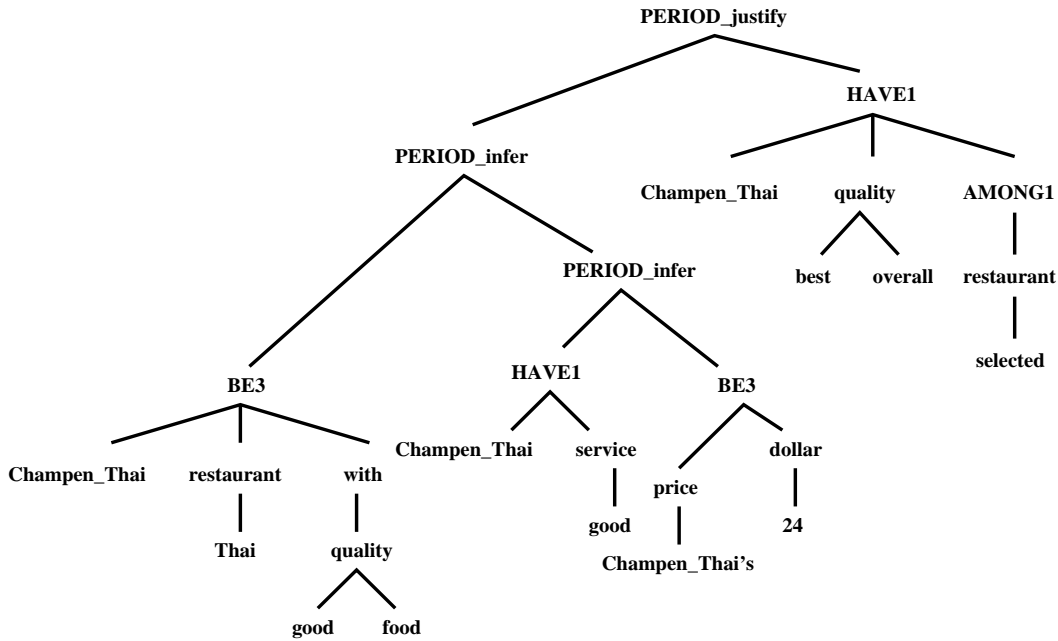 PERIOD_justify
HAVE1
PERIOD_infer
Champen_Thai quality AMONG1
PERIOD_infer best overall restaurant
selected
HAVE1 BE3
BE3
Champen_Thai service dollar
Champen_Thai restaurant with
price
good 24
Thai quality
Champen_Thai's
good food